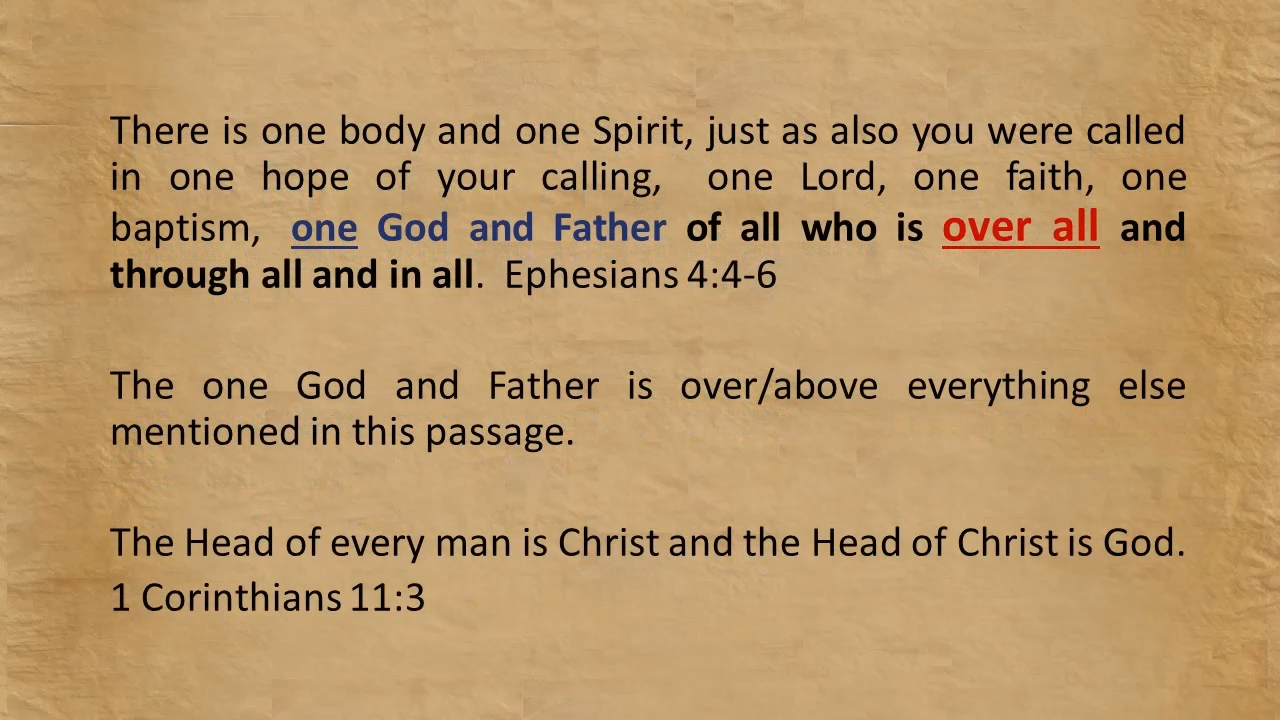 There is one body and one Spirit, just as also you were called
in one hope of your calling, one Lord, one faith, one
baptism, one God and Father of all who is over all and
through all and in all. Ephesians 4:4-6
The one God and Father is over/above everything else
mentioned in this passage.
The Head of every man is Christ and the Head of Christ is God.
1 Corinthians 11:3